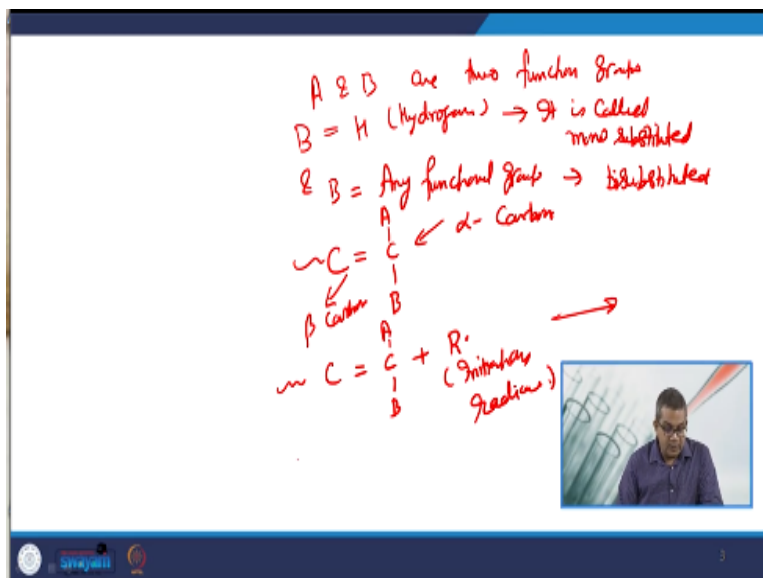 A & B are two function groups
B = H (Hydrogen) → It is called
mono substituted
& B = Any functional group → disubstituted
A
C = C ← α- Carbon
B
β Carbon
A
C = C + R· →
B
(Initiation
radical)
swayam
3